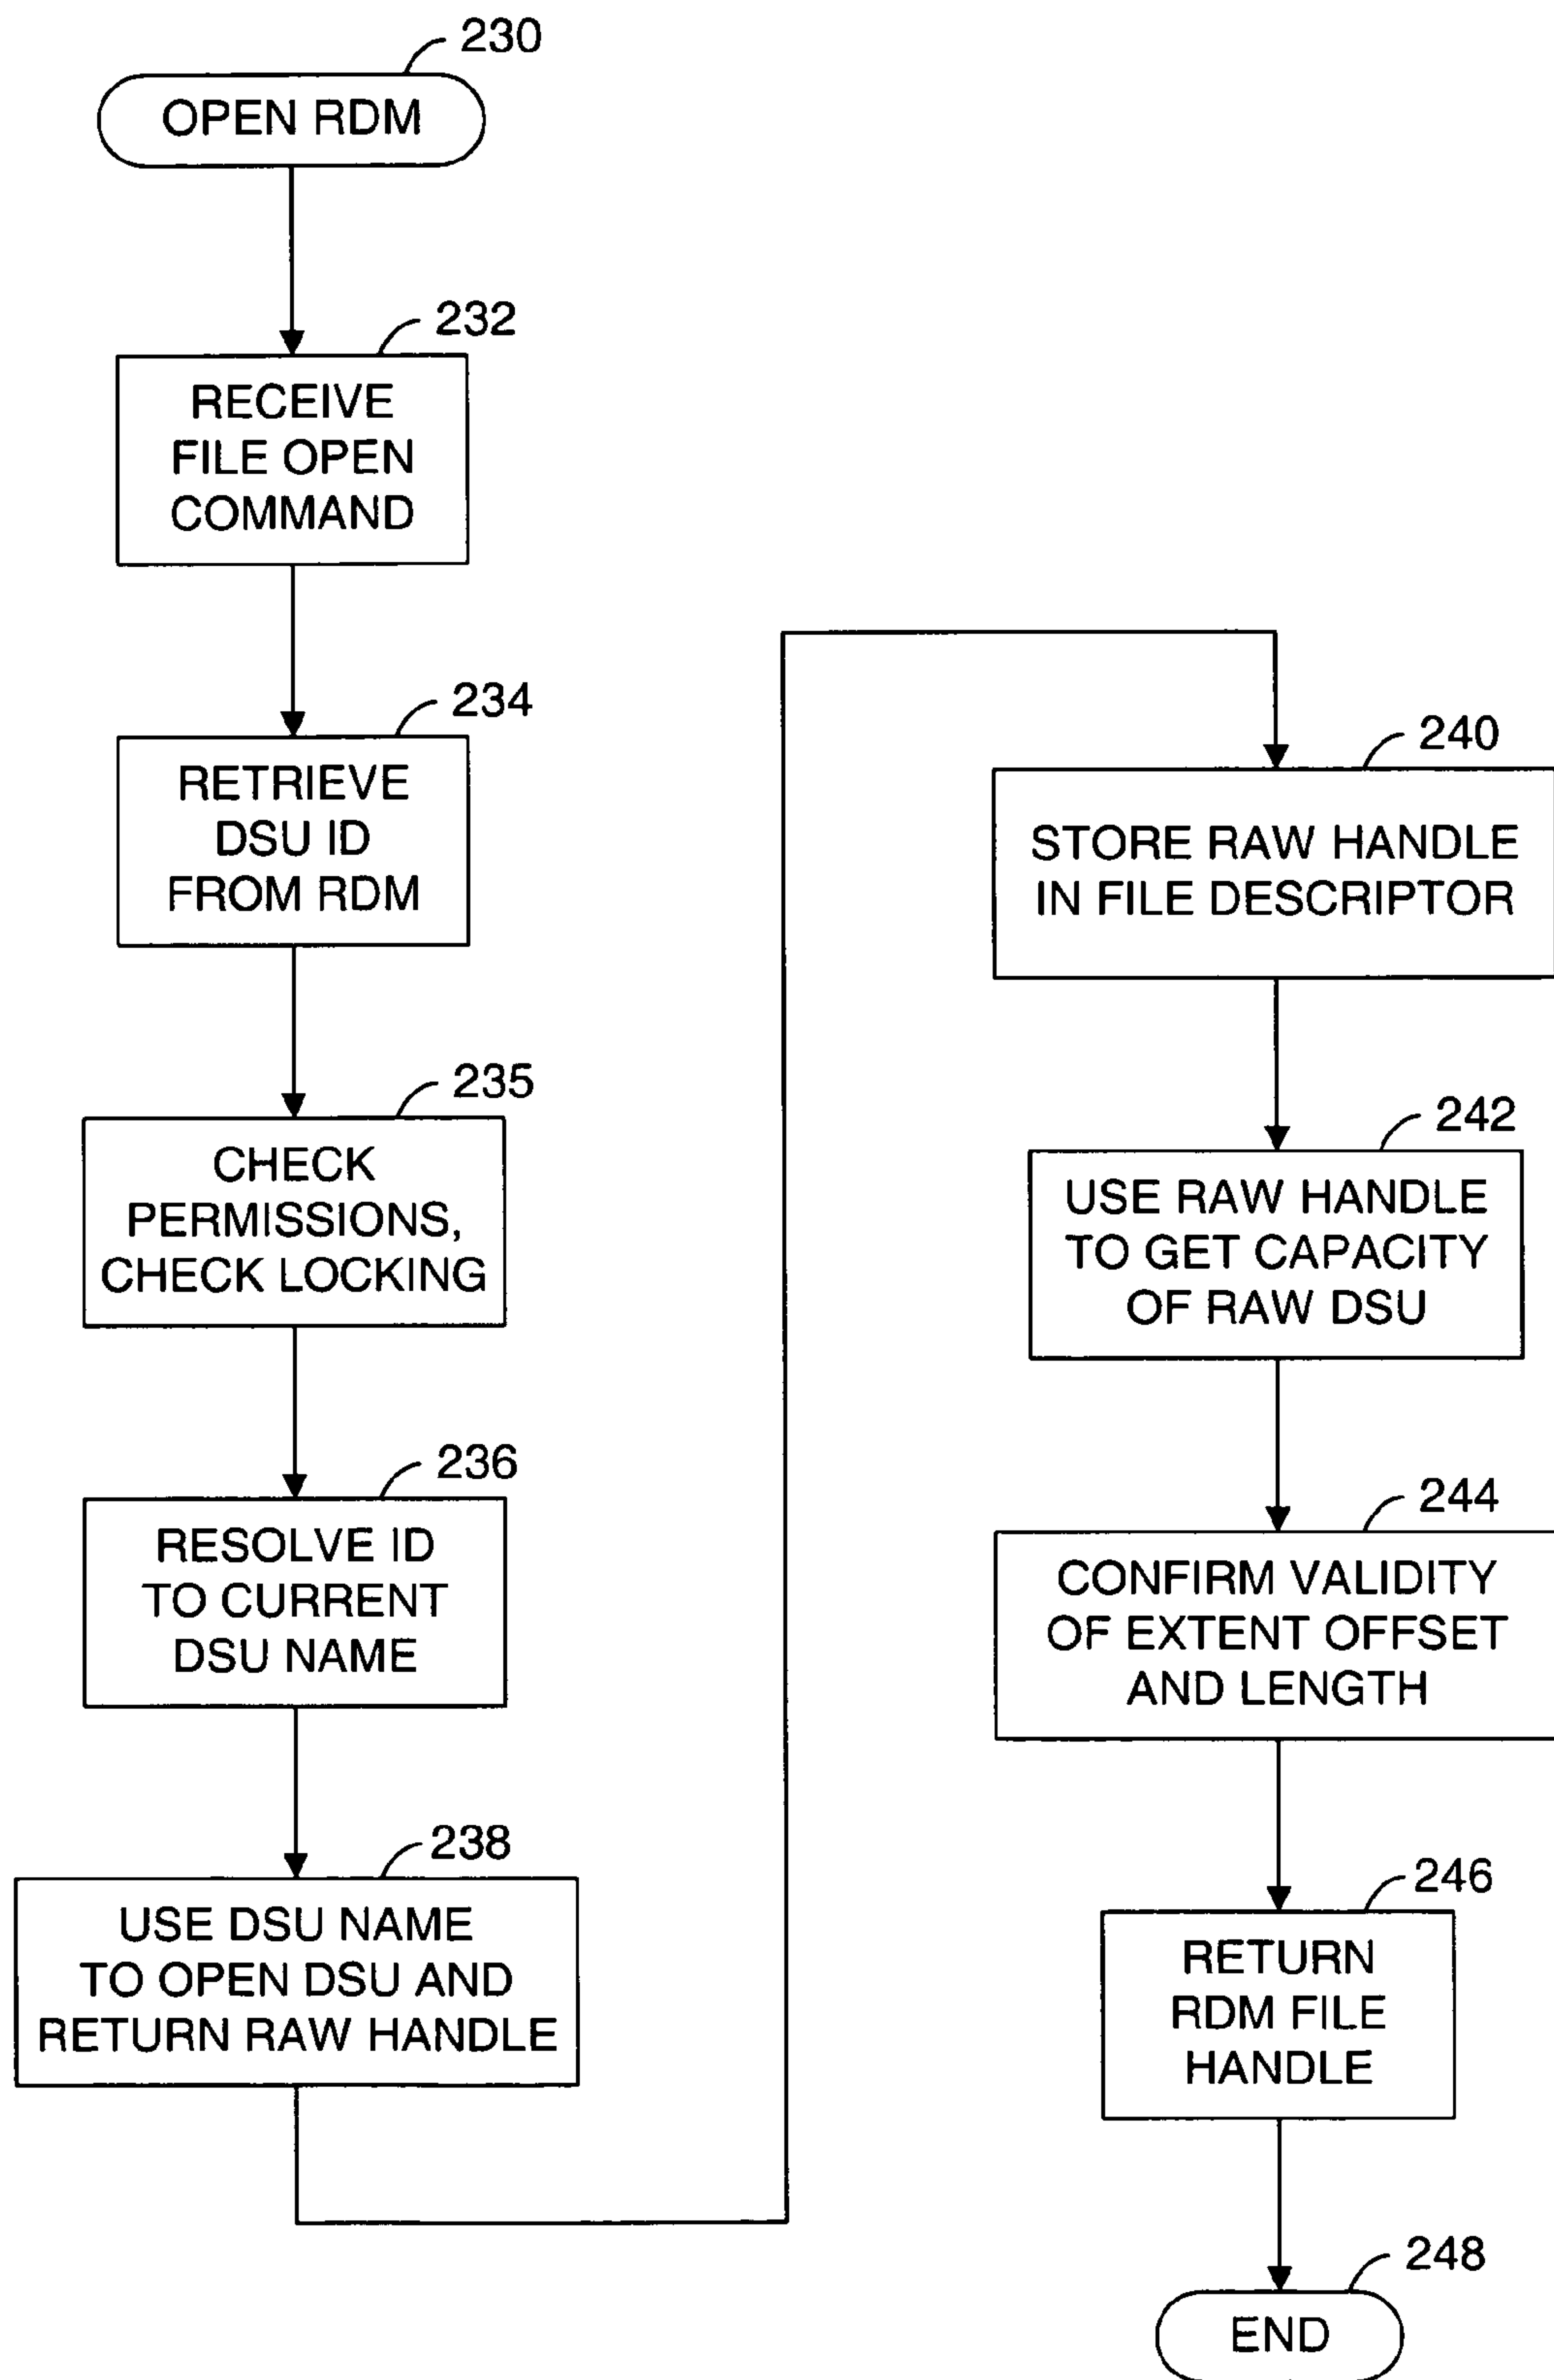 230
OPEN RDM
232
RECEIVE
FILE OPEN
COMMAND
234
RETRIEVE
DSU ID
FROM RDM
235
CHECK
PERMISSIONS,
CHECK LOCKING
236
RESOLVE ID
TO CURRENT
DSU NAME
238
USE DSU NAME
TO OPEN DSU AND
RETURN RAW HANDLE
240
STORE RAW HANDLE
IN FILE DESCRIPTOR
242
USE RAW HANDLE
TO GET CAPACITY
OF RAW DSU
244
CONFIRM VALIDITY
OF EXTENT OFFSET
AND LENGTH
246
RETURN
RDM FILE
HANDLE
248
END